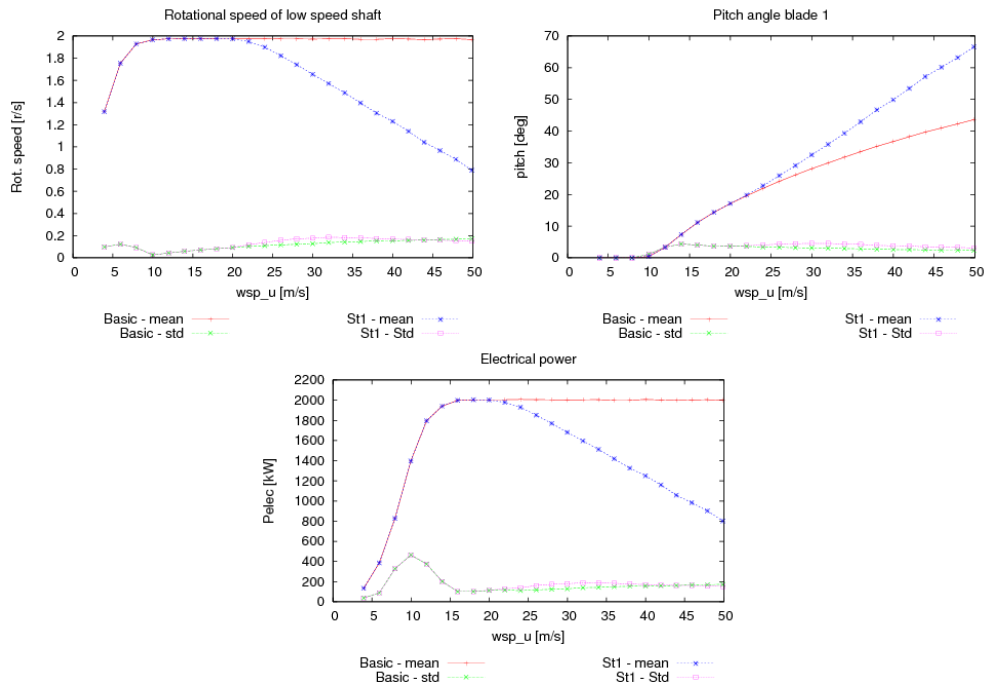 Rotational speed of low speed shaft
2
1.8
1.6
1.4
1.2
1
0.8
0.6
0.4
0.2
0
Rot. speed [r/s]
0 5 10 15 20 25 30 35 40 45 50
wsp_u [m/s]
Basic - mean St1 - mean
Basic - std St1 - Std
Pitch angle blade 1
70
60
50
40
30
20
10
0
pitch [deg]
0 5 10 15 20 25 30 35 40 45 50
wsp_u [m/s]
Basic - mean St1 - mean
Basic - std St1 - Std
Electrical power
2200
2000
1800
1600
1400
1200
1000
800
600
400
200
0
Pelec [kW]
0 5 10 15 20 25 30 35 40 45 50
wsp_u [m/s]
Basic - mean St1 - mean
Basic - std St1 - Std